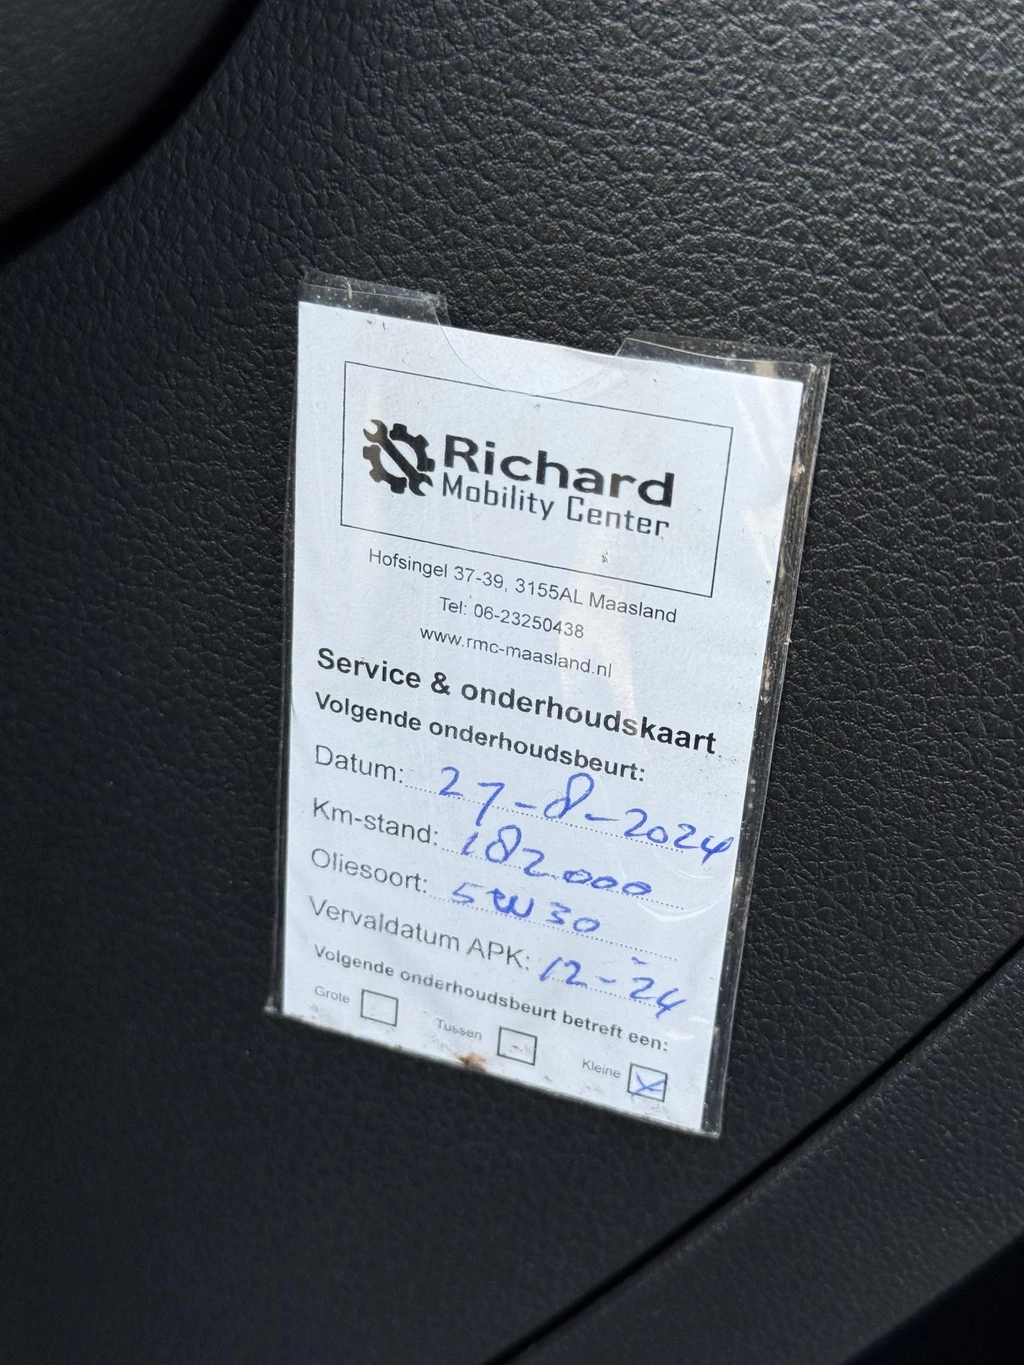 Richard
Mobility Center
Hofsingel 37-39, 3155AL Maasland
Tel: 06-23250438
www.rmc-maasland.nl
Service & onderhoudskaart
Volgende onderhoudsbeurt:
Datum: 27-8-2024
Km-stand: 182000
Oliesoort: 5W30
Vervaldatum APK: 12-24
Volgende onderhoudsbeurt betreft een:
Grote Tussen Kleine